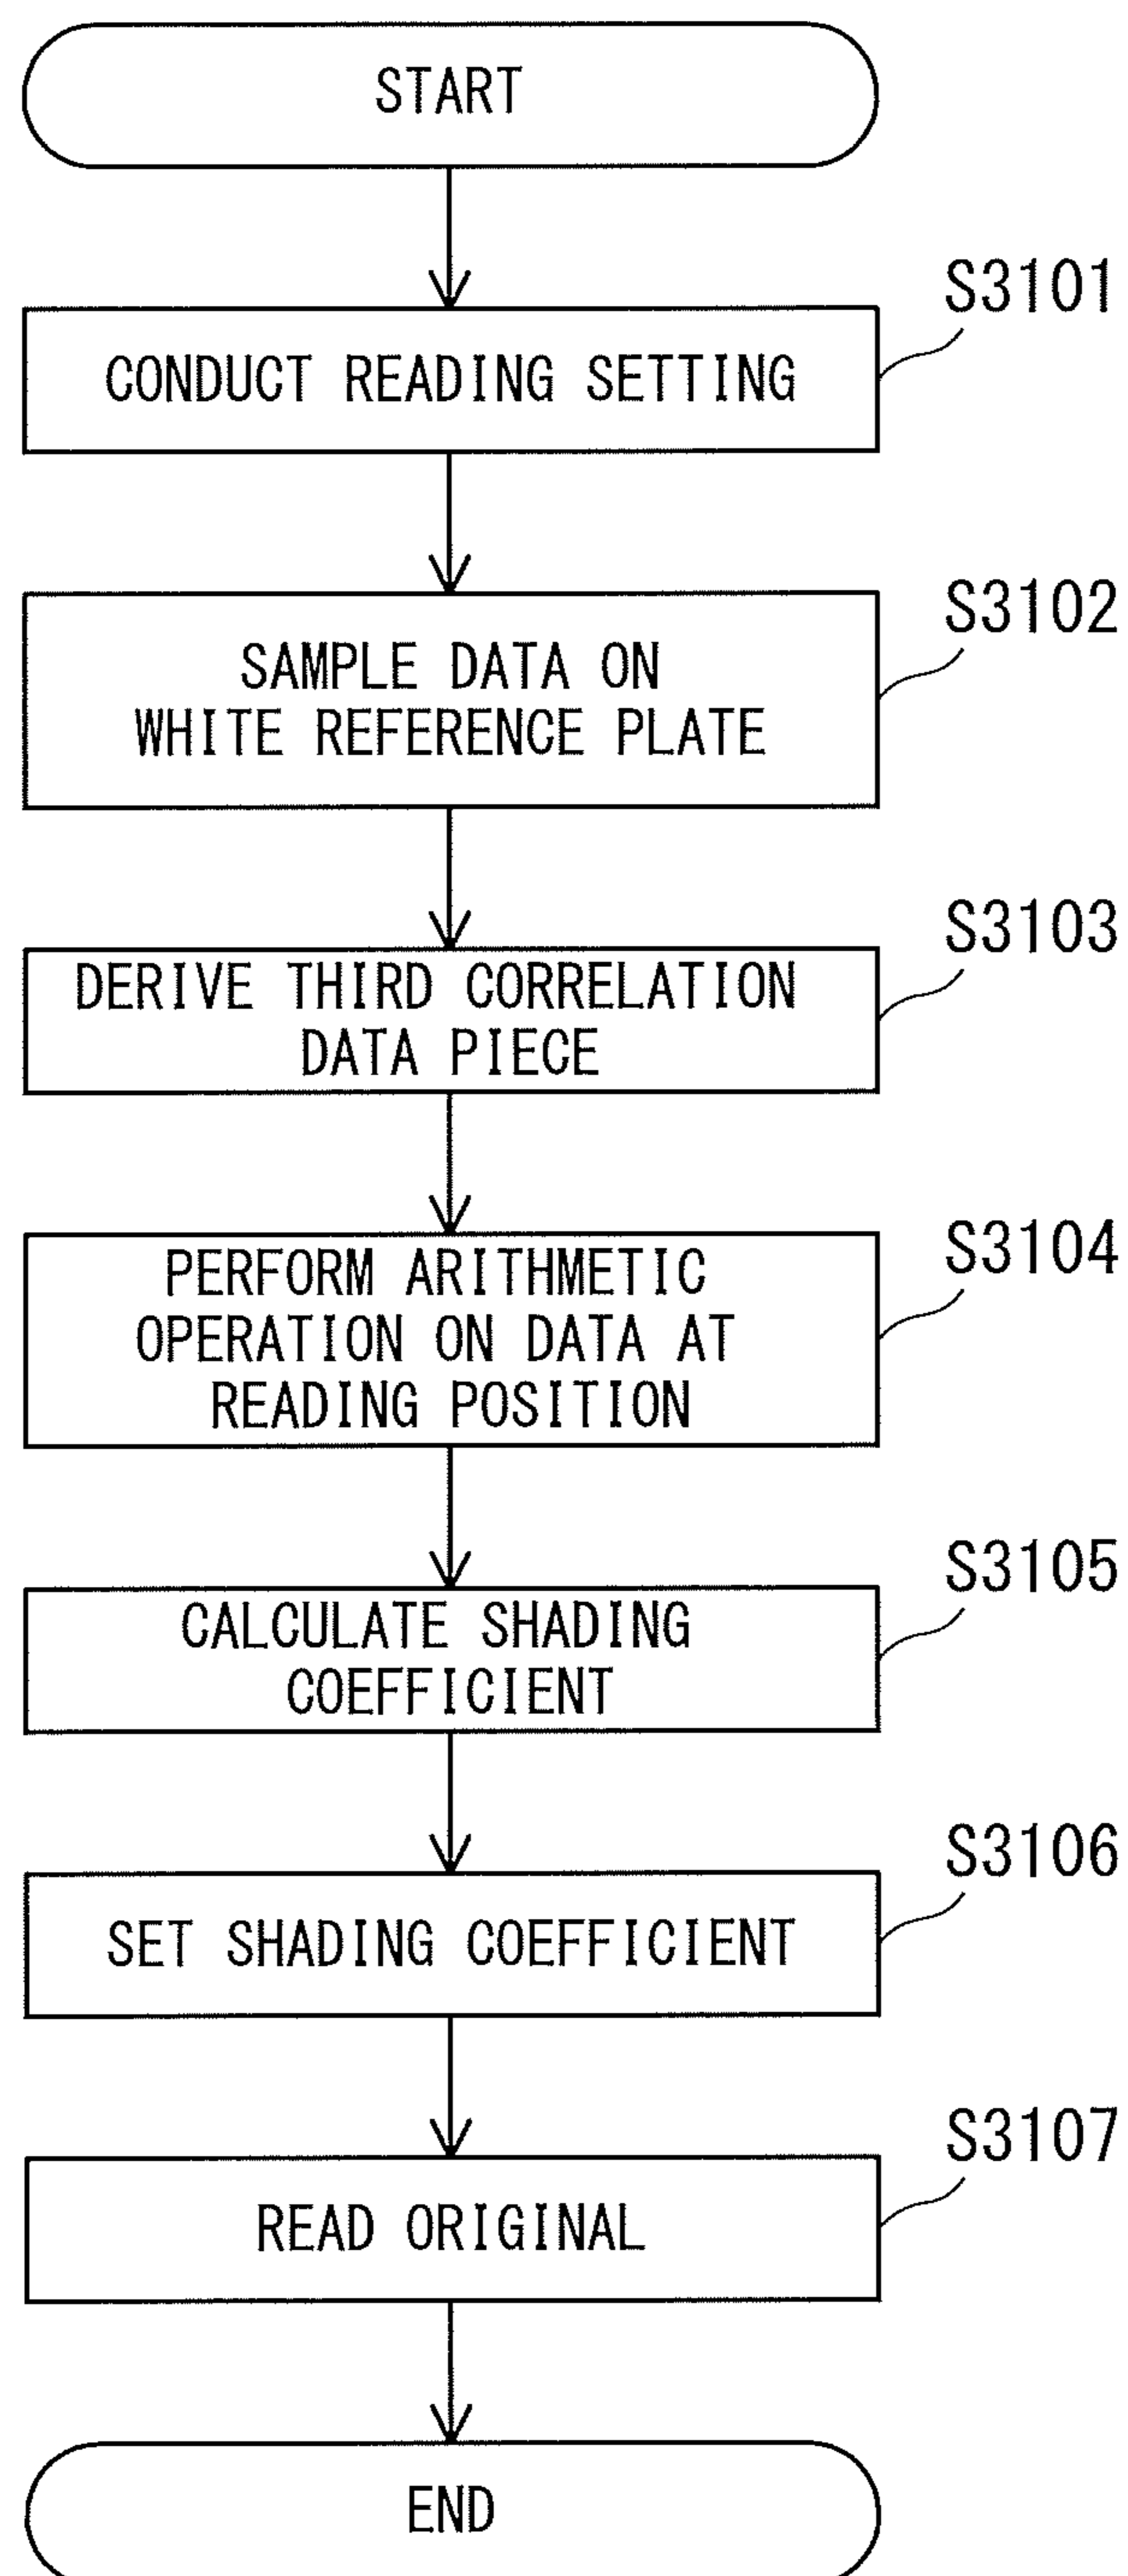 START
S3101
CONDUCT READING SETTING
S3102
SAMPLE DATA ON
WHITE REFERENCE PLATE
S3103
DERIVE THIRD CORRELATION
DATA PIECE
S3104
PERFORM ARITHMETIC
OPERATION ON DATA AT
READING POSITION
S3105
CALCULATE SHADING
COEFFICIENT
S3106
SET SHADING COEFFICIENT
S3107
READ ORIGINAL
END